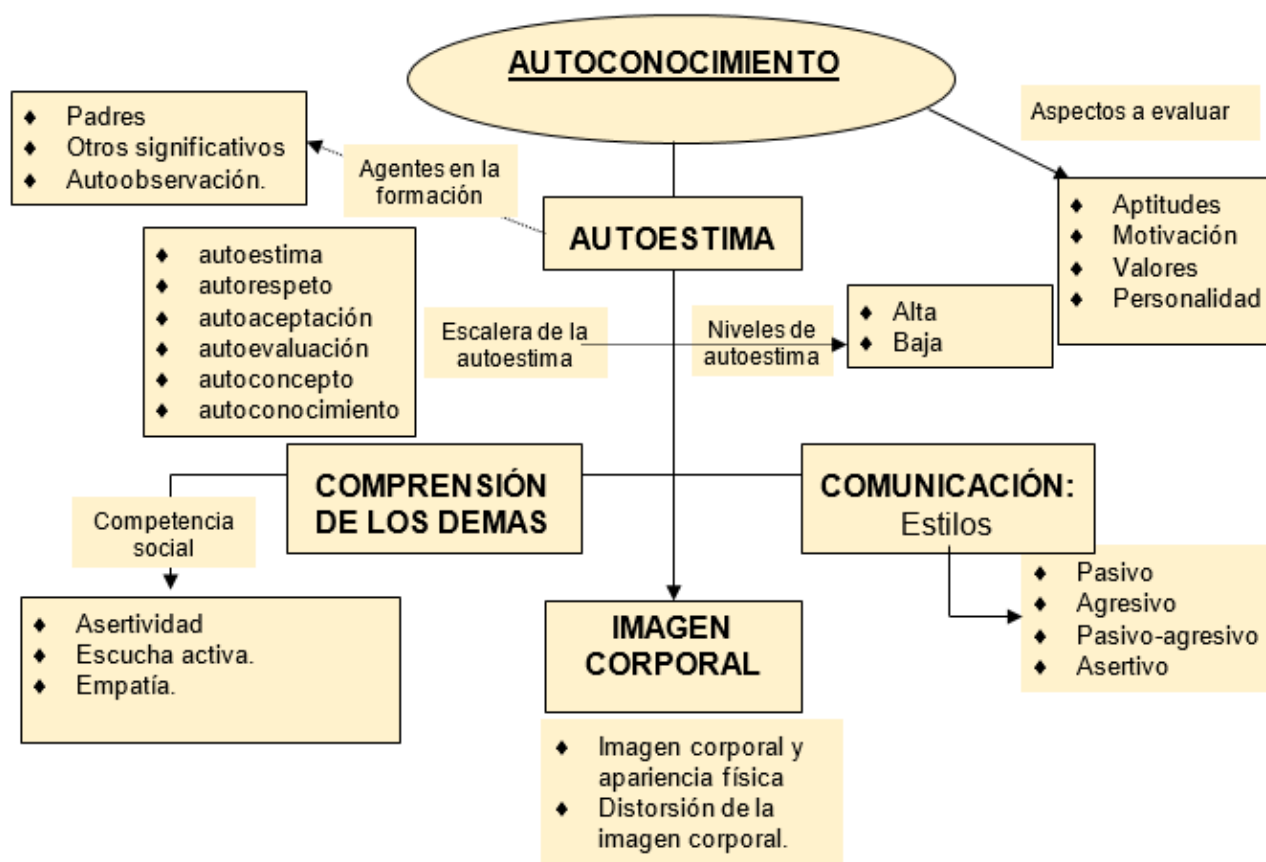 AUTOCONOCIMIENTO
♦ Padres
♦ Otros significativos
♦ Autoobservación.
Agentes en la
formación
Aspectos a evaluar
♦ Aptitudes
♦ Motivación
♦ Valores
♦ Personalidad
AUTOESTIMA
♦ autoestima
♦ autorespeto
♦ autoaceptación
♦ autoevaluación
♦ autoconcepto
♦ autoconocimiento
Escalera de la
autoestima
Niveles de
autoestima
♦ Alta
♦ Baja
COMPRENSIÓN
DE LOS DEMAS
COMUNICACIÓN:
Estilos
Competencia
social
♦ Asertividad
♦ Escucha activa.
♦ Empatía.
IMAGEN
CORPORAL
♦ Pasivo
♦ Agresivo
♦ Pasivo-agresivo
♦ Asertivo
♦ Imagen corporal y
apariencia física
♦ Distorsión de la
imagen corporal.